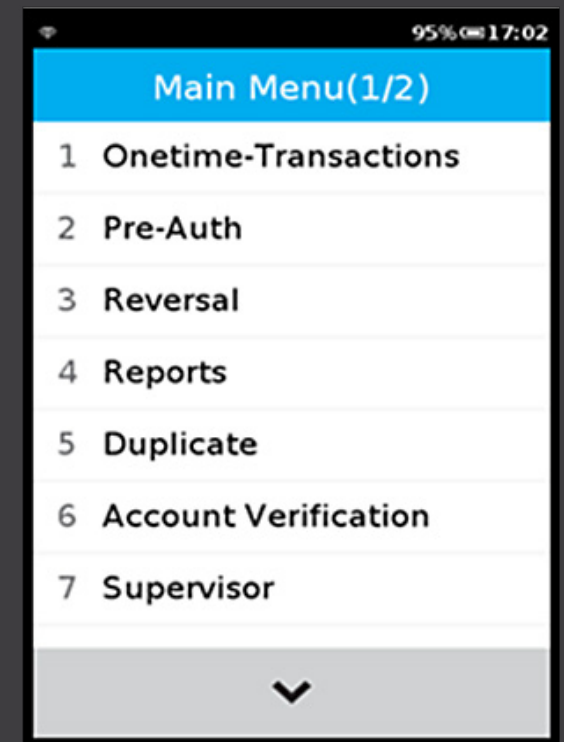 95% 17:02
Main Menu(1/2)
1 Onetime-Transactions
2 Pre-Auth
3 Reversal
4 Reports
5 Duplicate
6 Account Verification
7 Supervisor